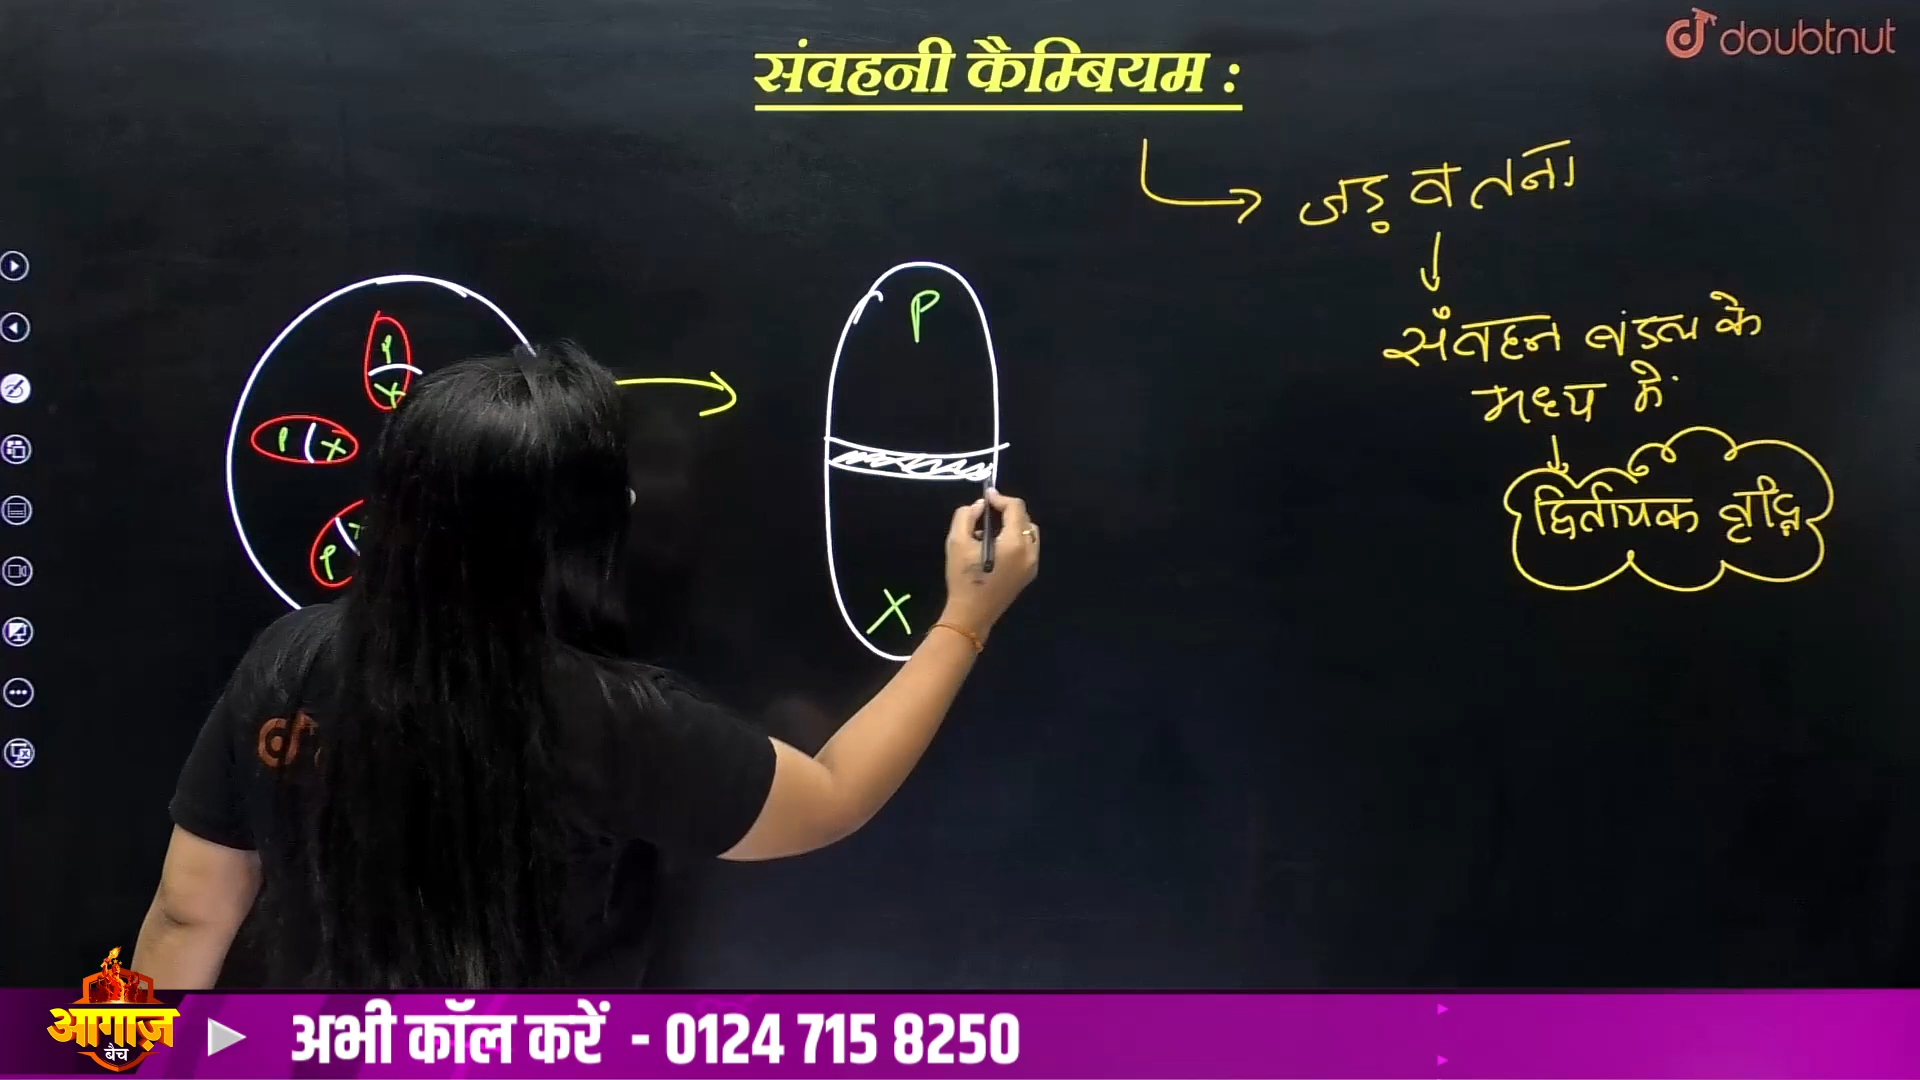 doubtnut
संवहनी कैम्बियम :
जड़ व तना
संवहन बंडल के
मध्य में
द्वितीयक वृद्धि
P
X
P X
P
P
X
आगाज़
बैच
अभी कॉल करें - 0124 715 8250